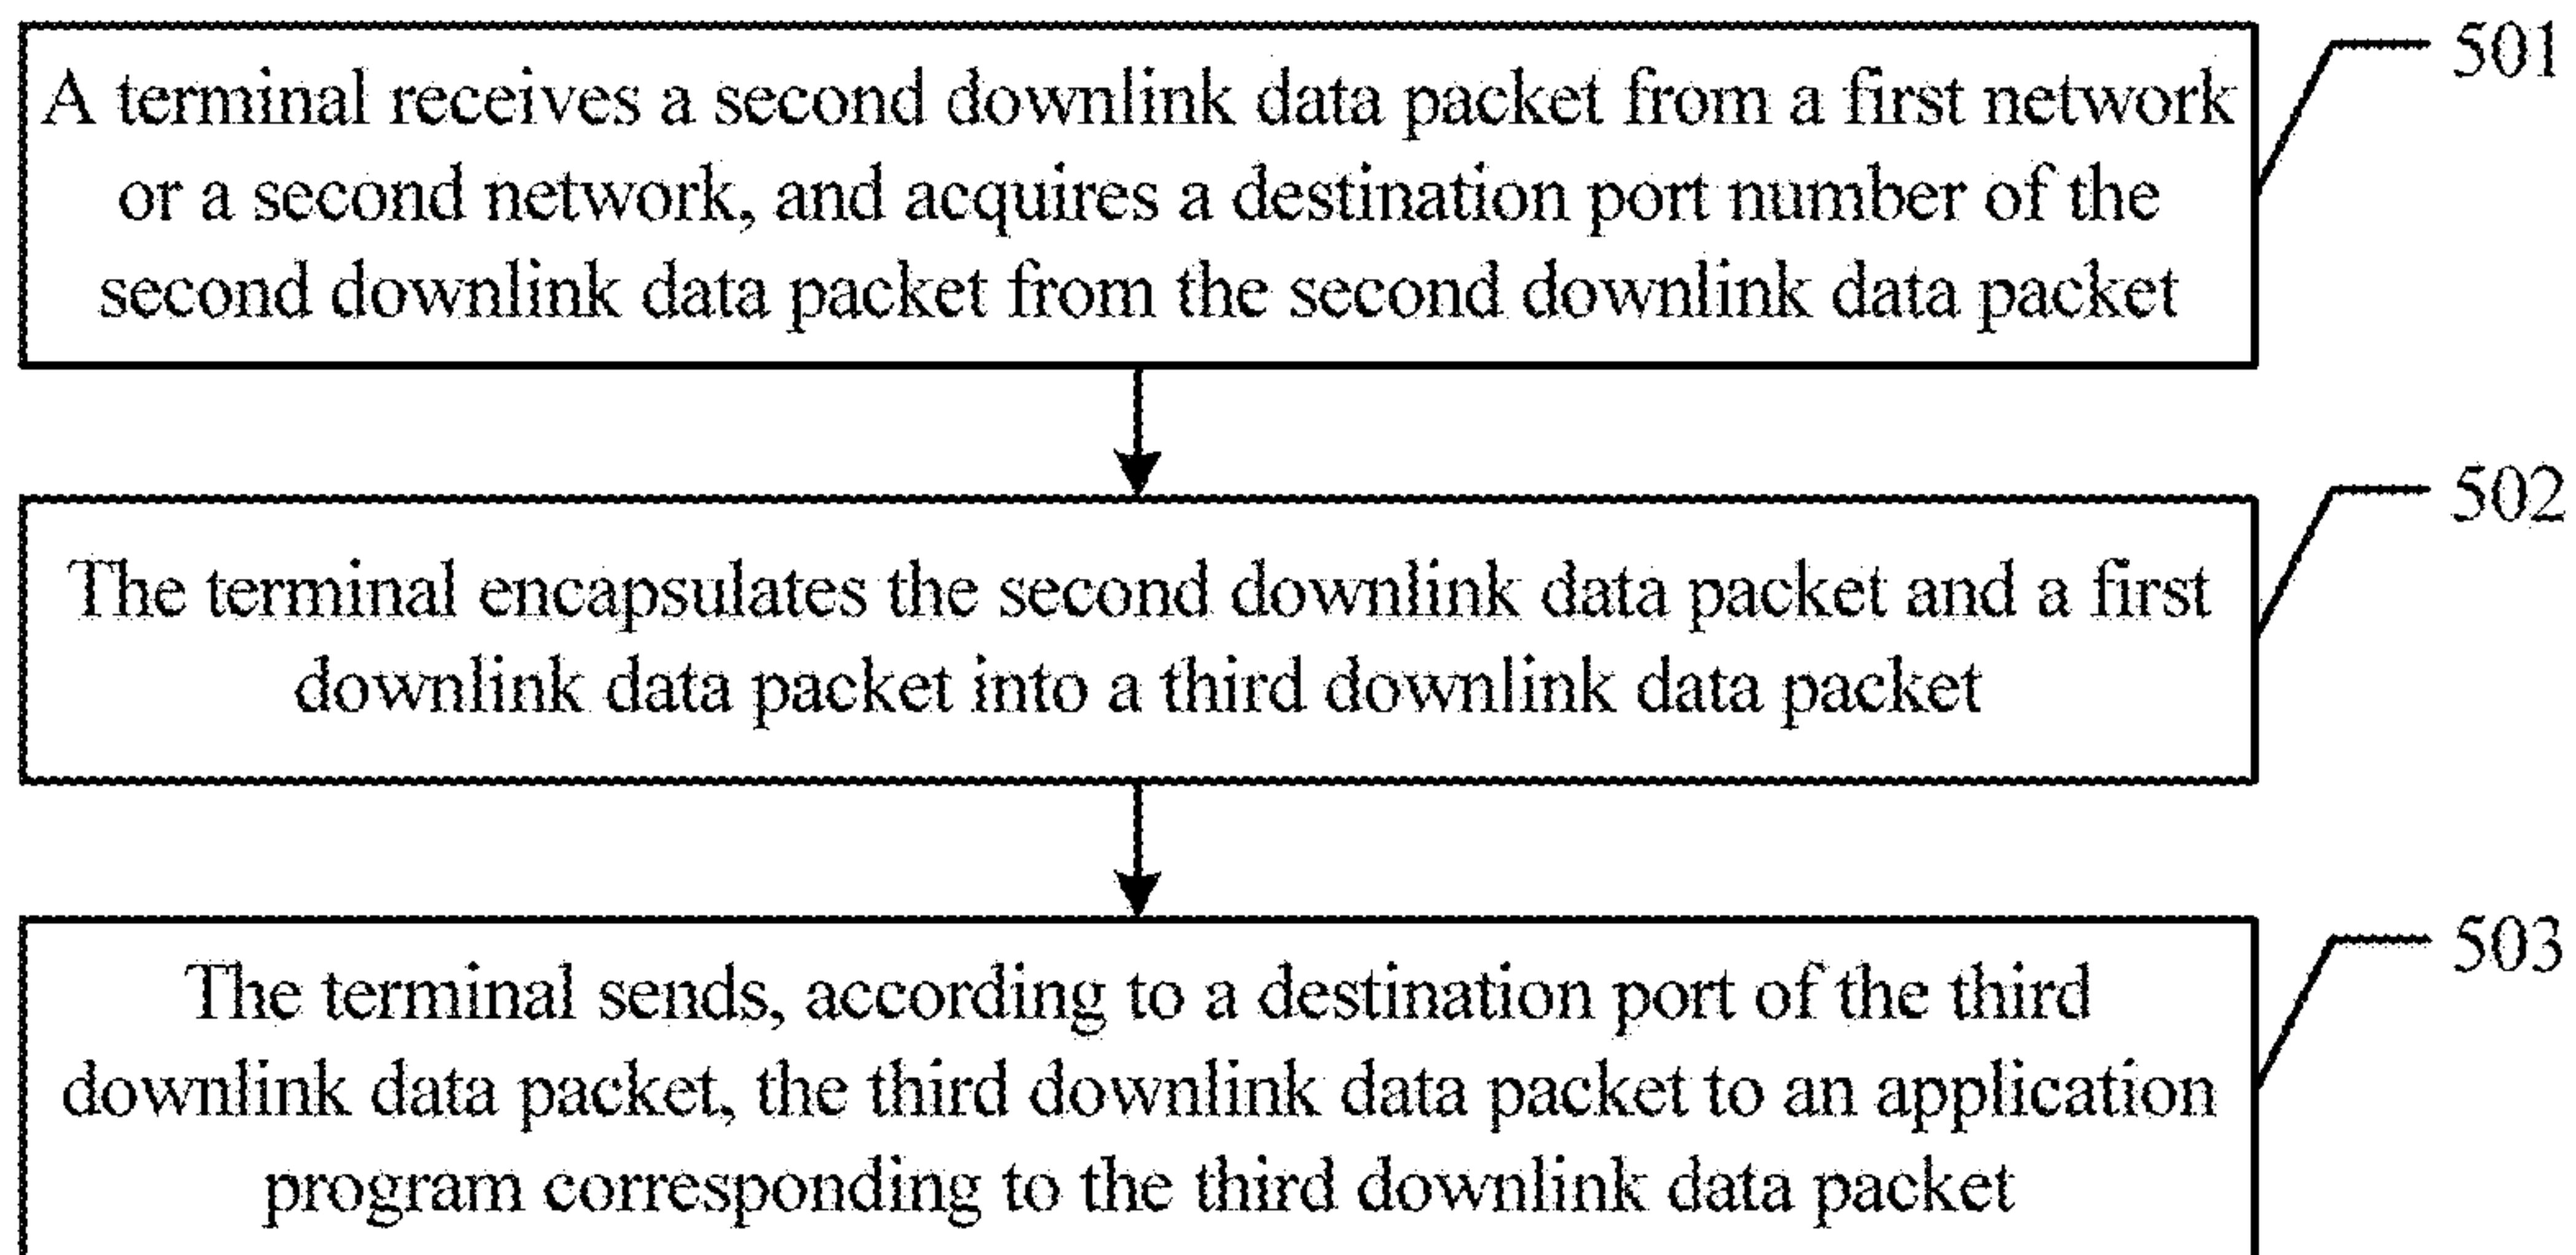 501
A terminal receives a second downlink data packet from a first network
or a second network, and acquires a destination port number of the
second downlink data packet from the second downlink data packet
502
The terminal encapsulates the second downlink data packet and a first
downlink data packet into a third downlink data packet
503
The terminal sends, according to a destination port of the third
downlink data packet, the third downlink data packet to an application
program corresponding to the third downlink data packet